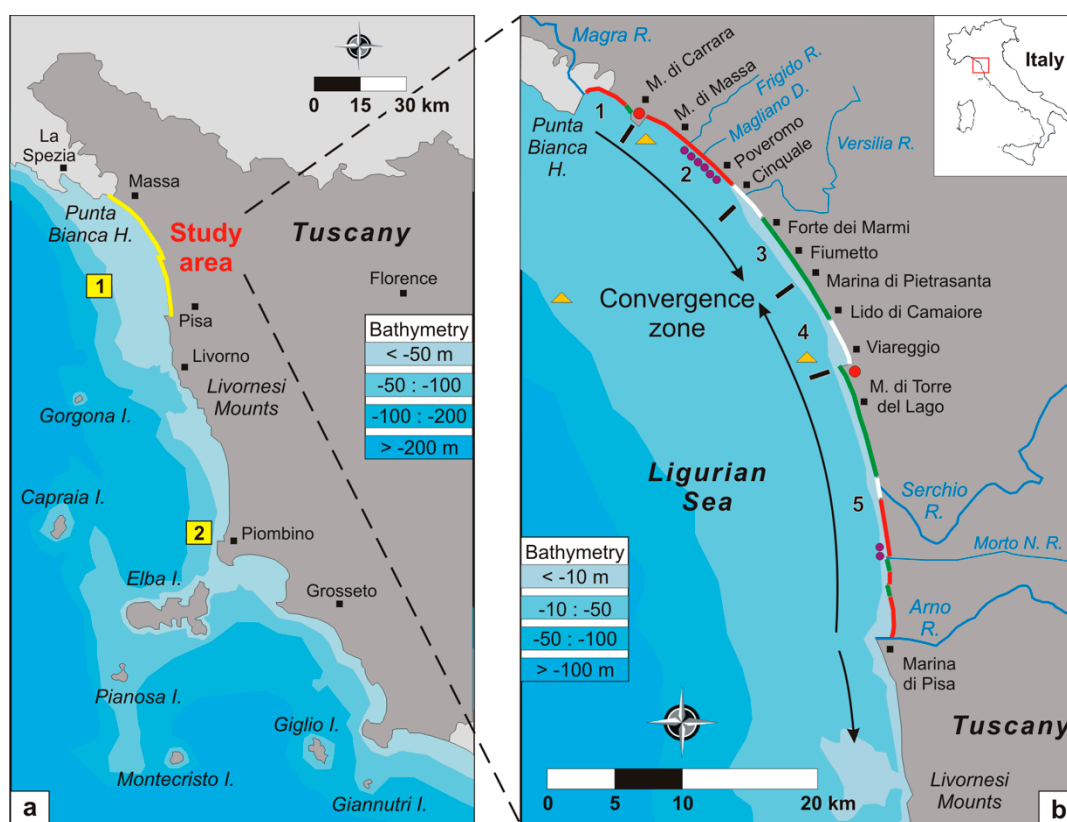 0 15 30 km
La
Spezia
Massa
Punta
Bianca H.
Study
area
Tuscany
1
Florence
Pisa
Bathymetry
< -50 m
-50 : -100
-100 : -200
> -200 m
Livorno
Livornesi
Mounts
Gorgona I.
Capraia I.
2
Piombino
Elba I.
Grosseto
Pianosa I.
Giglio I.
Montecristo I.
Giannutri I.
a
Magra R.
M. di Carrara
M. di Massa
Frigido R.
Magliano D.
Poveromo
Cinquale
Versilia R.
Italy
1
Punta
Bianca
H.
2
Forte dei Marmi
3
Fiumetto
Marina di Pietrasanta
Convergence
zone
Lido di Camaiore
4
Viareggio
M. di Torre
del Lago
Ligurian
Sea
5
Serchio
R.
Morto N. R.
Bathymetry
< -10 m
-10 : -50
-50 : -100
> -100 m
Arno
R.
Marina
di Pisa
Tuscany
0 5 10 20 km
Livornesi
Mounts
b